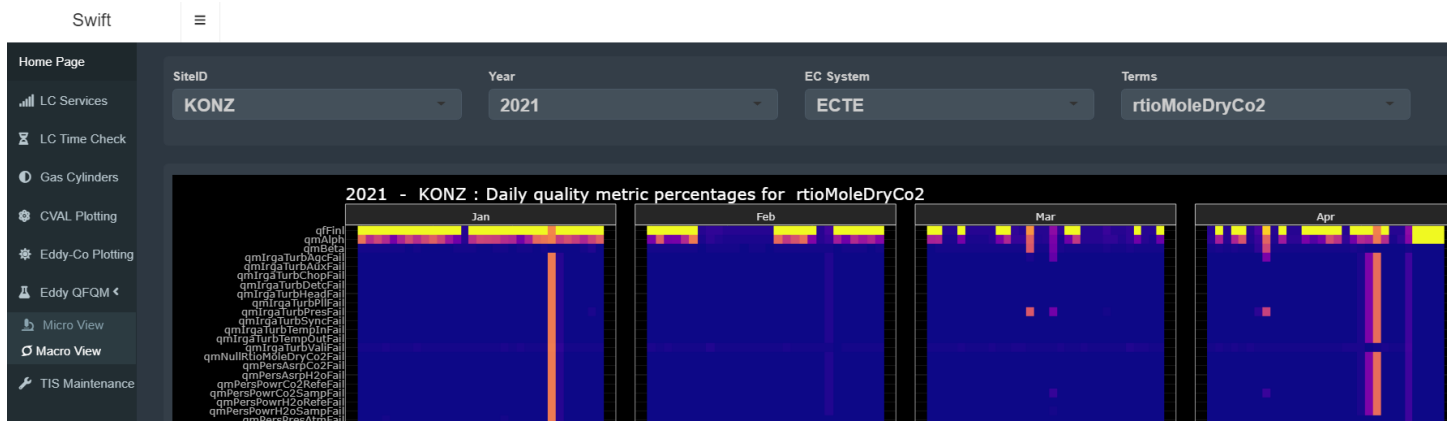 Swift
Home Page
LC Services
LC Time Check
Gas Cylinders
CVAL Plotting
Eddy-Co Plotting
Eddy QFQM
Micro View
Macro View
TIS Maintenance
SiteID
KONZ
Year
2021
EC System
ECTE
Terms
rtioMoleDryCo2
2021 - KONZ : Daily quality metric percentages for rtioMoleDryCo2
Jan
Feb
Mar
Apr
qfFinl
qmAlph
qmBeta
qmIrgaTurbAgcFail
qmIrgaTurbAuxFail
qmIrgaTurbChopFail
qmIrgaTurbDetcFail
qmIrgaTurbHeadFail
qmIrgaTurbPllFail
qmIrgaTurbPresFail
qmIrgaTurbSyncFail
qmIrgaTurbTempInFail
qmIrgaTurbTempOutFail
qmIrgaTurbValiFail
qmNullRtioMoleDryCo2Fail
qmPersAsrpCo2Fail
qmPersAsrpH2oFail
qmPersPowrCo2RefeFail
qmPersPowrCo2SampFail
qmPersPowrH2oRefeFail
qmPersPowrH2oSampFail
qmPersPresAtmFail